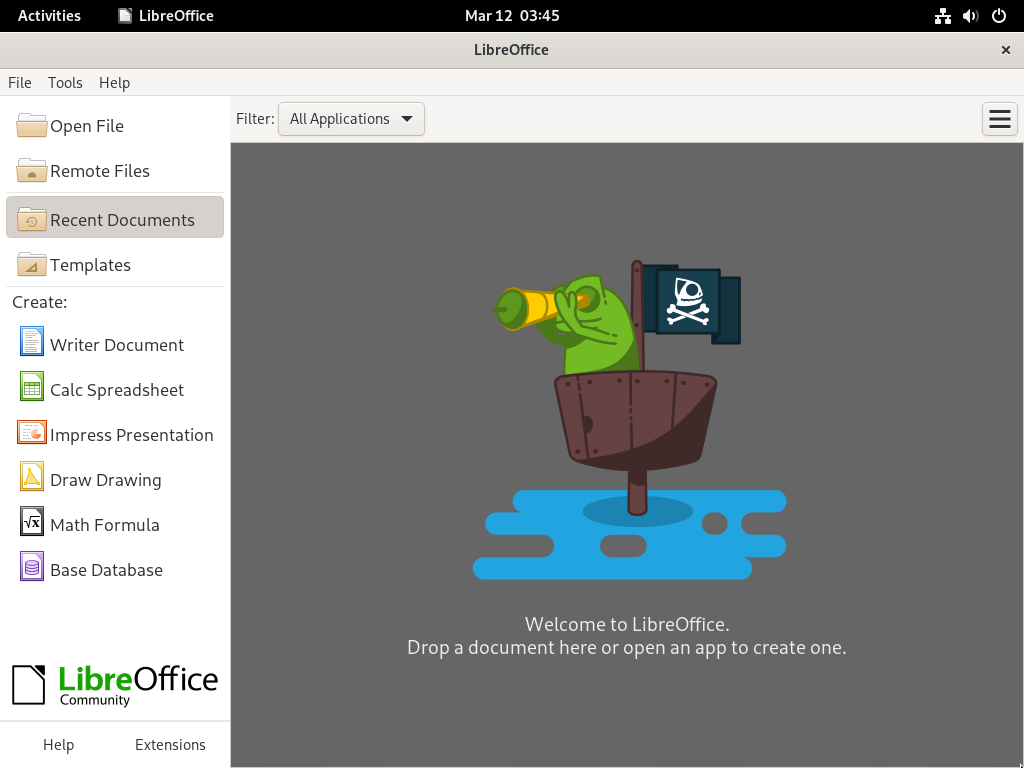 Activities LibreOffice Mar 12 03:45
LibreOffice
File Tools Help
Filter: All Applications
Open File
Remote Files
Recent Documents
Templates
Create:
Writer Document
Calc Spreadsheet
Impress Presentation
Draw Drawing
Math Formula
Base Database
LibreOffice
Community
Help Extensions
Welcome to LibreOffice.
Drop a document here or open an app to create one.